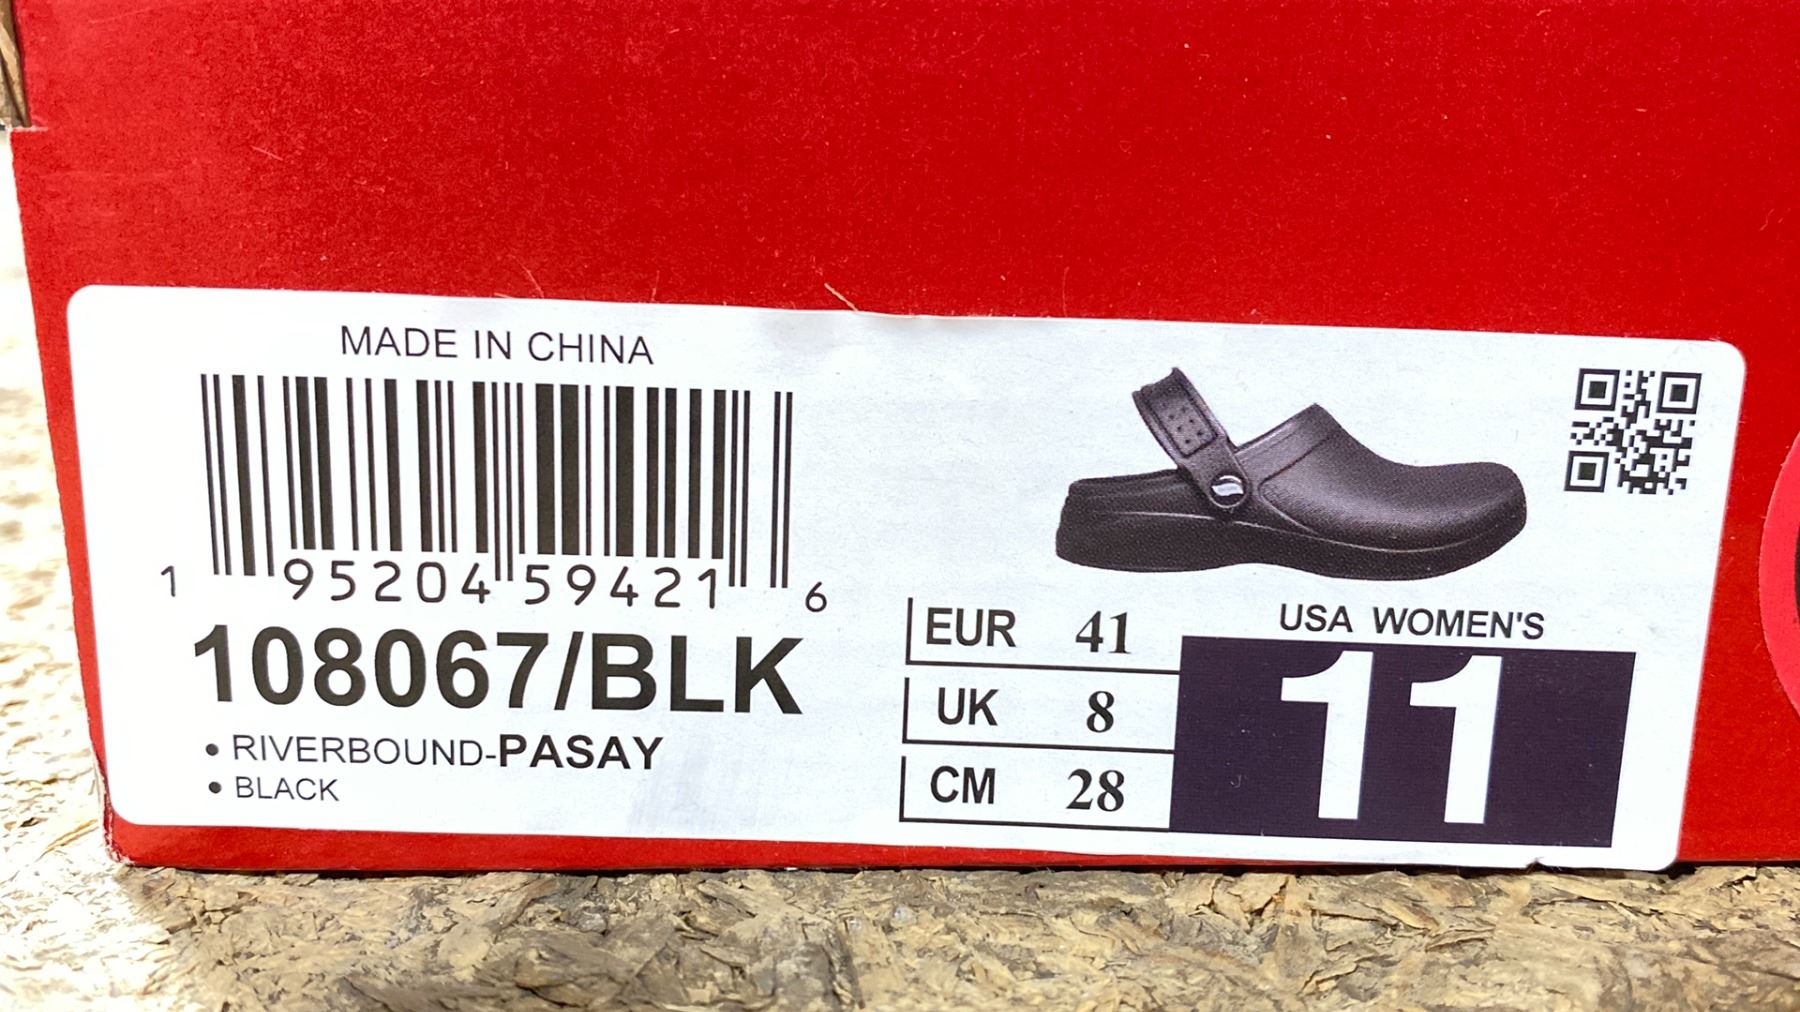 MADE IN CHINA
1 95204 59421 6
108067/BLK
• RIVERBOUND-PASAY
• BLACK
EUR 41
UK 8
CM 28
USA WOMEN'S
11